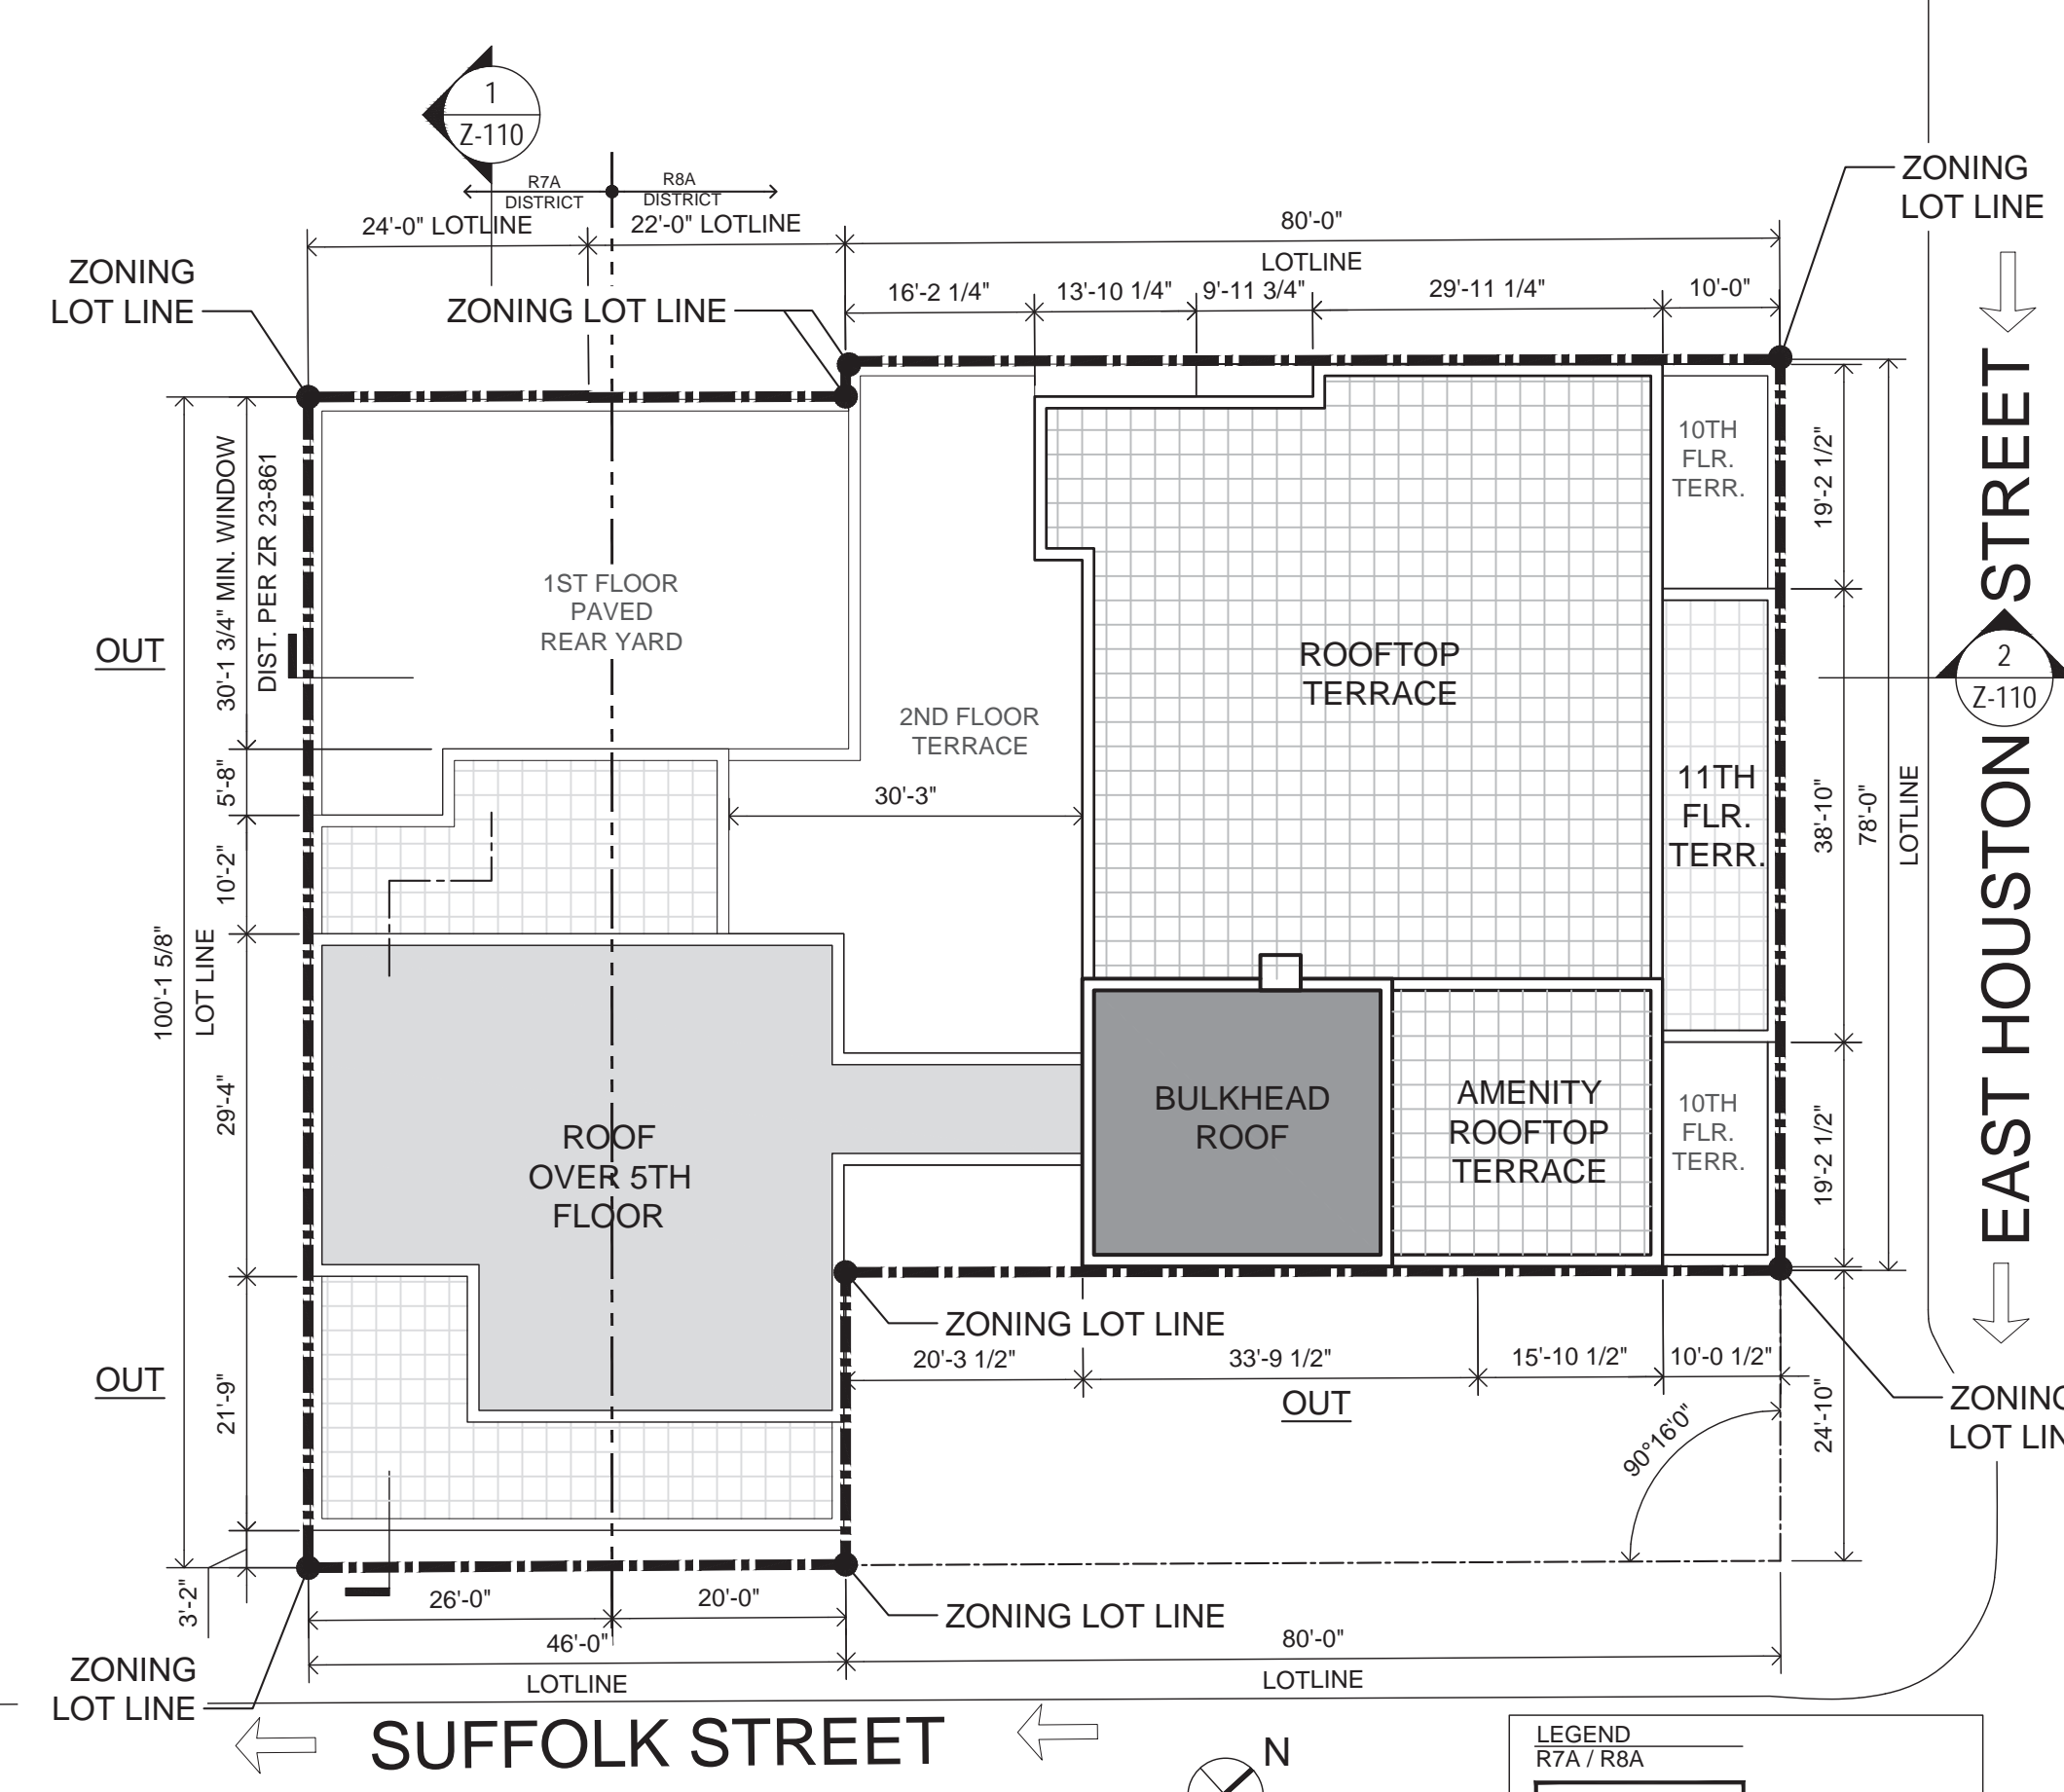 1
Z-110
R7A
DISTRICT
R8A
DISTRICT
24'-0" LOTLINE
22'-0" LOTLINE
80'-0"
LOTLINE
ZONING
LOT LINE
ZONING
LOT LINE
ZONING LOT LINE
16'-2 1/4"
13'-10 1/4"
9'-11 3/4"
29'-11 1/4"
10'-0"
30'-1 3/4" MIN. WINDOW
DIST. PER ZR 23-861
OUT
5'-8"
10'-2"
100'-1 5/8"
LOT LINE
29'-4"
OUT
21'-9"
3'-2"
1ST FLOOR
PAVED
REAR YARD
2ND FLOOR
TERRACE
30'-3"
ROOFTOP
TERRACE
10TH
FLR.
TERR.
11TH
FLR.
TERR.
10TH
FLR.
TERR.
ROOF
OVER 5TH
FLOOR
BULKHEAD
ROOF
AMENITY
ROOFTOP
TERRACE
19'-2 1/2"
38'-10"
78'-0"
LOTLINE
19'-2 1/2"
24'-10"
2
Z-110
EAST HOUSTON STREET
ZONING LOT LINE
20'-3 1/2"
33'-9 1/2"
15'-10 1/2"
10'-0 1/2"
OUT
90°16'0"
LOT
26'-0"
20'-0"
46'-0"
LOTLINE
ZONING LOT LINE
80'-0"
LOTLINE
ZONING
LOT LINE
SUFFOLK STREET
N
LEGEND
R7A / R8A